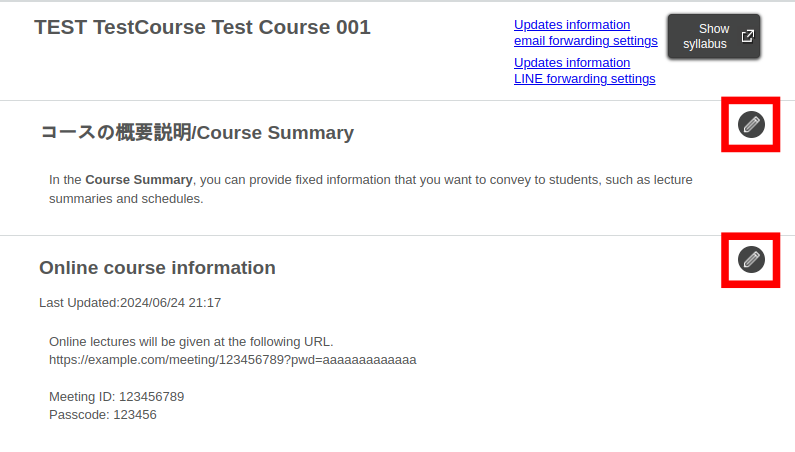 TEST TestCourse Test Course 001
Updates information
email forwarding settings
Updates information
LINE forwarding settings
Show
syllabus
コースの概要説明/Course Summary
In the Course Summary, you can provide fixed information that you want to convey to students, such as lecture
summaries and schedules.
Online course information
Last Updated:2024/06/24 21:17
Online lectures will be given at the following URL.
https://example.com/meeting/123456789?pwd=aaaaaaaaaaaaa
Meeting ID: 123456789
Passcode: 123456